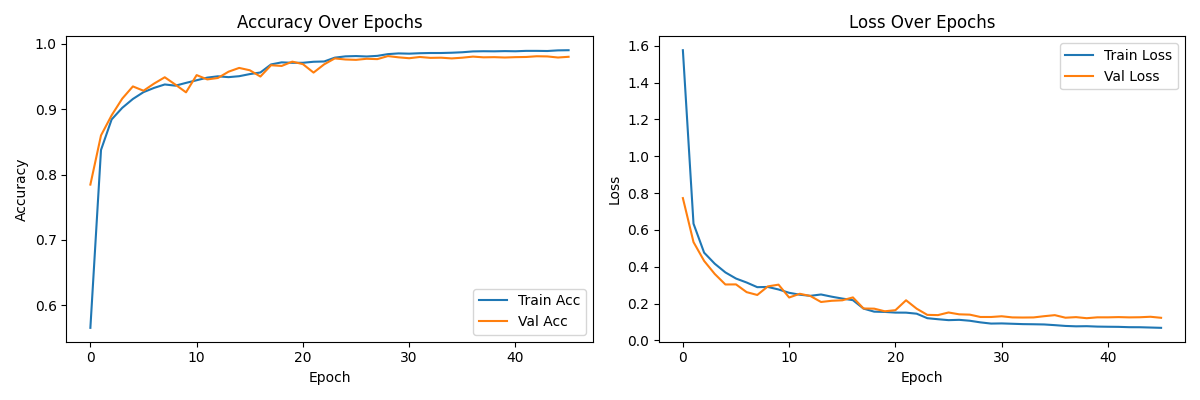 Accuracy Over Epochs
1.0
0.9
0.8
0.7
0.6
Accuracy
0 10 20 30 40
Epoch
Train Acc
Val Acc
Loss Over Epochs
1.6
1.4
1.2
1.0
0.8
0.6
0.4
0.2
0.0
Loss
0 10 20 30 40
Epoch
Train Loss
Val Loss